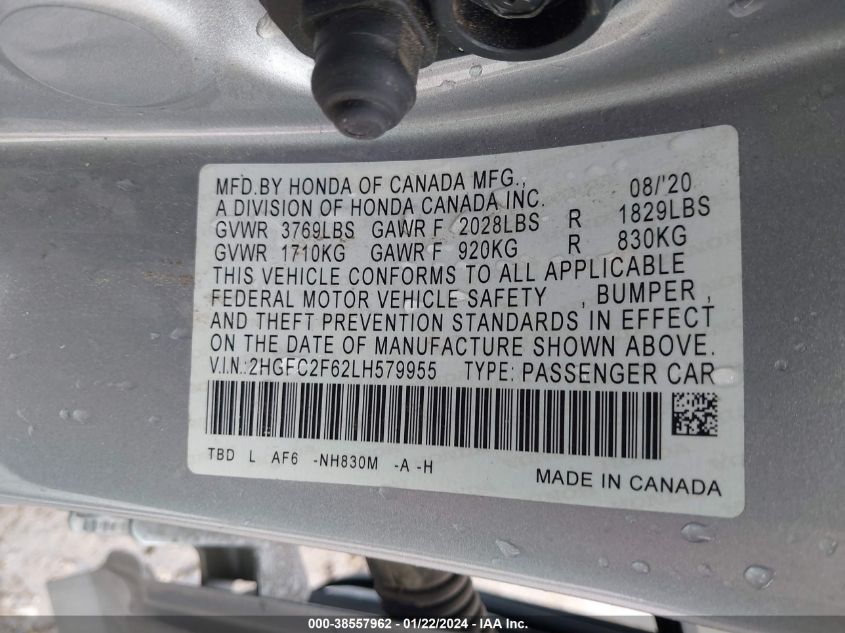 MFD.BY HONDA OF CANADA MFG., 08/'20
A DIVISION OF HONDA CANADA INC.
GVWR 3769LBS GAWR F 2028LBS R 1829LBS
GVWR 1710KG GAWR F 920KG R 830KG
THIS VEHICLE CONFORMS TO ALL APPLICABLE
FEDERAL MOTOR VEHICLE SAFETY , BUMPER ,
AND THEFT PREVENTION STANDARDS IN EFFECT
ON THE DATE OF MANUFACTURE SHOWN ABOVE.
V.I.N.:2HGFC2F62LH579955 TYPE: PASSENGER CAR
TBD L AF6 -NH830M -A -H
MADE IN CANADA
000-38557962 - 01/22/2024 - IAA Inc.